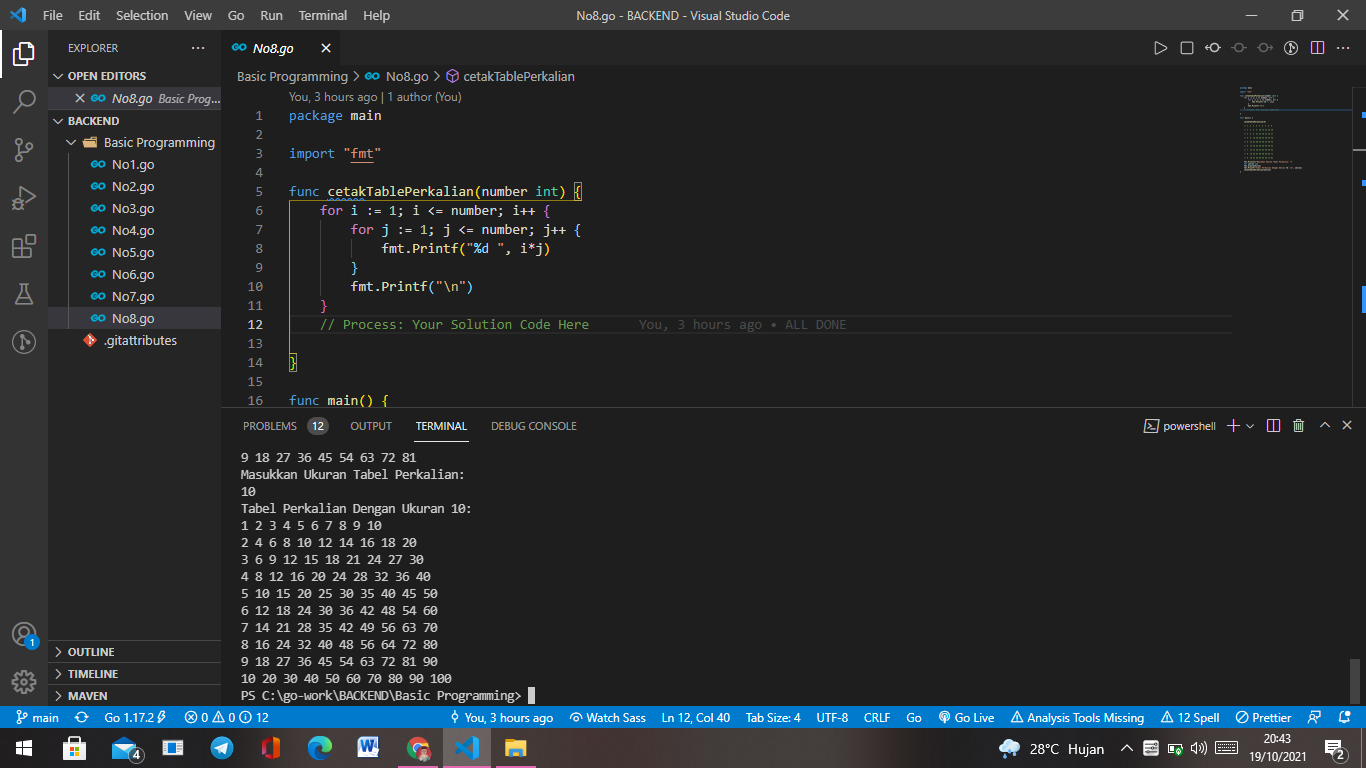 File Edit Selection View Go Run Terminal Help No8.go - BACKEND - Visual Studio Code
EXPLORER
OPEN EDITORS
No8.go Basic Prog...
BACKEND
Basic Programming
No1.go
No2.go
No3.go
No4.go
No5.go
No6.go
No7.go
No8.go
.gitattributes
OUTLINE
TIMELINE
MAVEN
1
No8.go
Basic Programming > No8.go > cetakTablePerkalian
You, 3 hours ago | 1 author (You)
1 package main
2
3 import "fmt"
4
5 func cetakTablePerkalian(number int) {
6 for i := 1; i <= number; i++ {
7 for j := 1; j <= number; j++ {
8 fmt.Printf("%d ", i*j)
9 }
10 fmt.Printf("\n")
11 }
12 // Process: Your Solution Code Here You, 3 hours ago • ALL DONE
13
14 }
15
16 func main() {
PROBLEMS 12 OUTPUT TERMINAL DEBUG CONSOLE powershell
9 18 27 36 45 54 63 72 81
Masukkan Ukuran Tabel Perkalian:
10
Tabel Perkalian Dengan Ukuran 10:
1 2 3 4 5 6 7 8 9 10
2 4 6 8 10 12 14 16 18 20
3 6 9 12 15 18 21 24 27 30
4 8 12 16 20 24 28 32 36 40
5 10 15 20 25 30 35 40 45 50
6 12 18 24 30 36 42 48 54 60
7 14 21 28 35 42 49 56 63 70
8 16 24 32 40 48 56 64 72 80
9 18 27 36 45 54 63 72 81 90
10 20 30 40 50 60 70 80 90 100
PS C:\go-work\BACKEND\Basic Programming>
main Go 1.17.2 0 0 12 You, 3 hours ago Watch Sass Ln 12, Col 40 Tab Size: 4 UTF-8 CRLF Go Go Live Analysis Tools Missing 12 Spell Prettier
4 28°C Hujan 20:43
19/10/2021 2